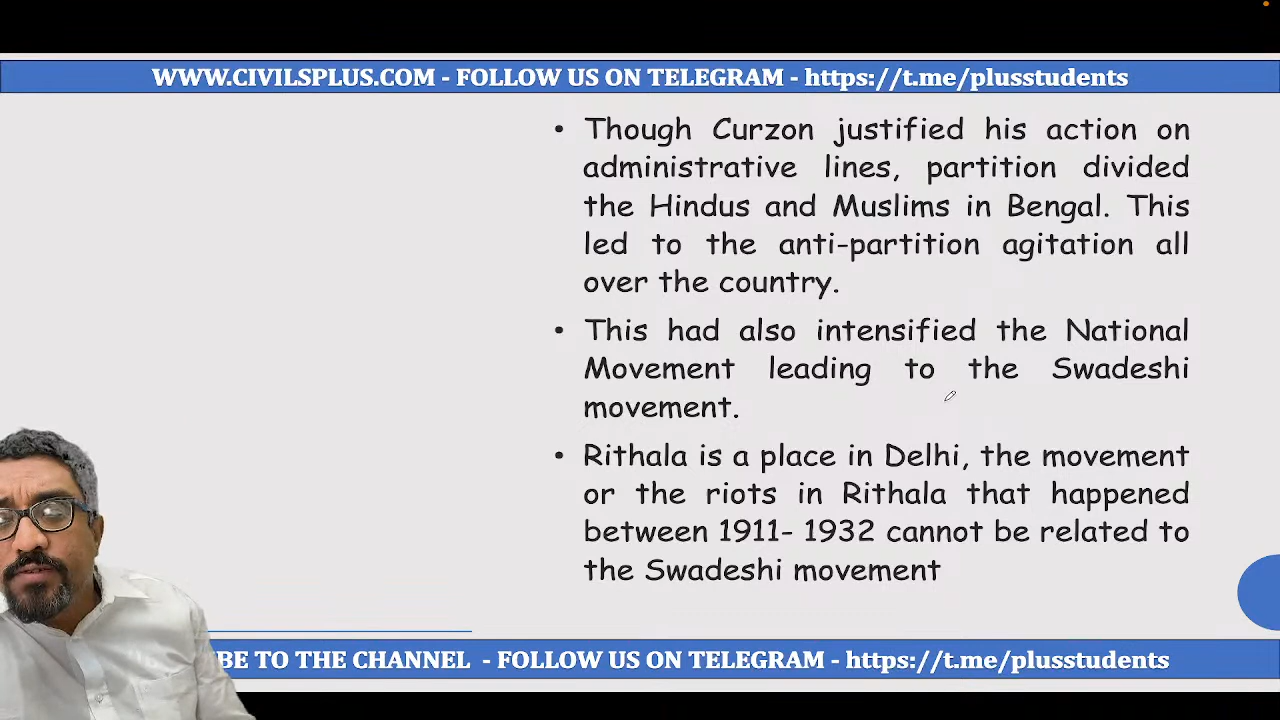 WWW.CIVILSPLUS.COM - FOLLOW US ON TELEGRAM - https://t.me/plusstudents
• Though Curzon justified his action on
administrative lines, partition divided
the Hindus and Muslims in Bengal. This
led to the anti-partition agitation all
over the country.
• This had also intensified the National
Movement leading to the Swadeshi
movement.
• Rithala is a place in Delhi, the movement
or the riots in Rithala that happened
between 1911- 1932 cannot be related to
the Swadeshi movement
BE TO THE CHANNEL - FOLLOW US ON TELEGRAM - https://t.me/plusstudents